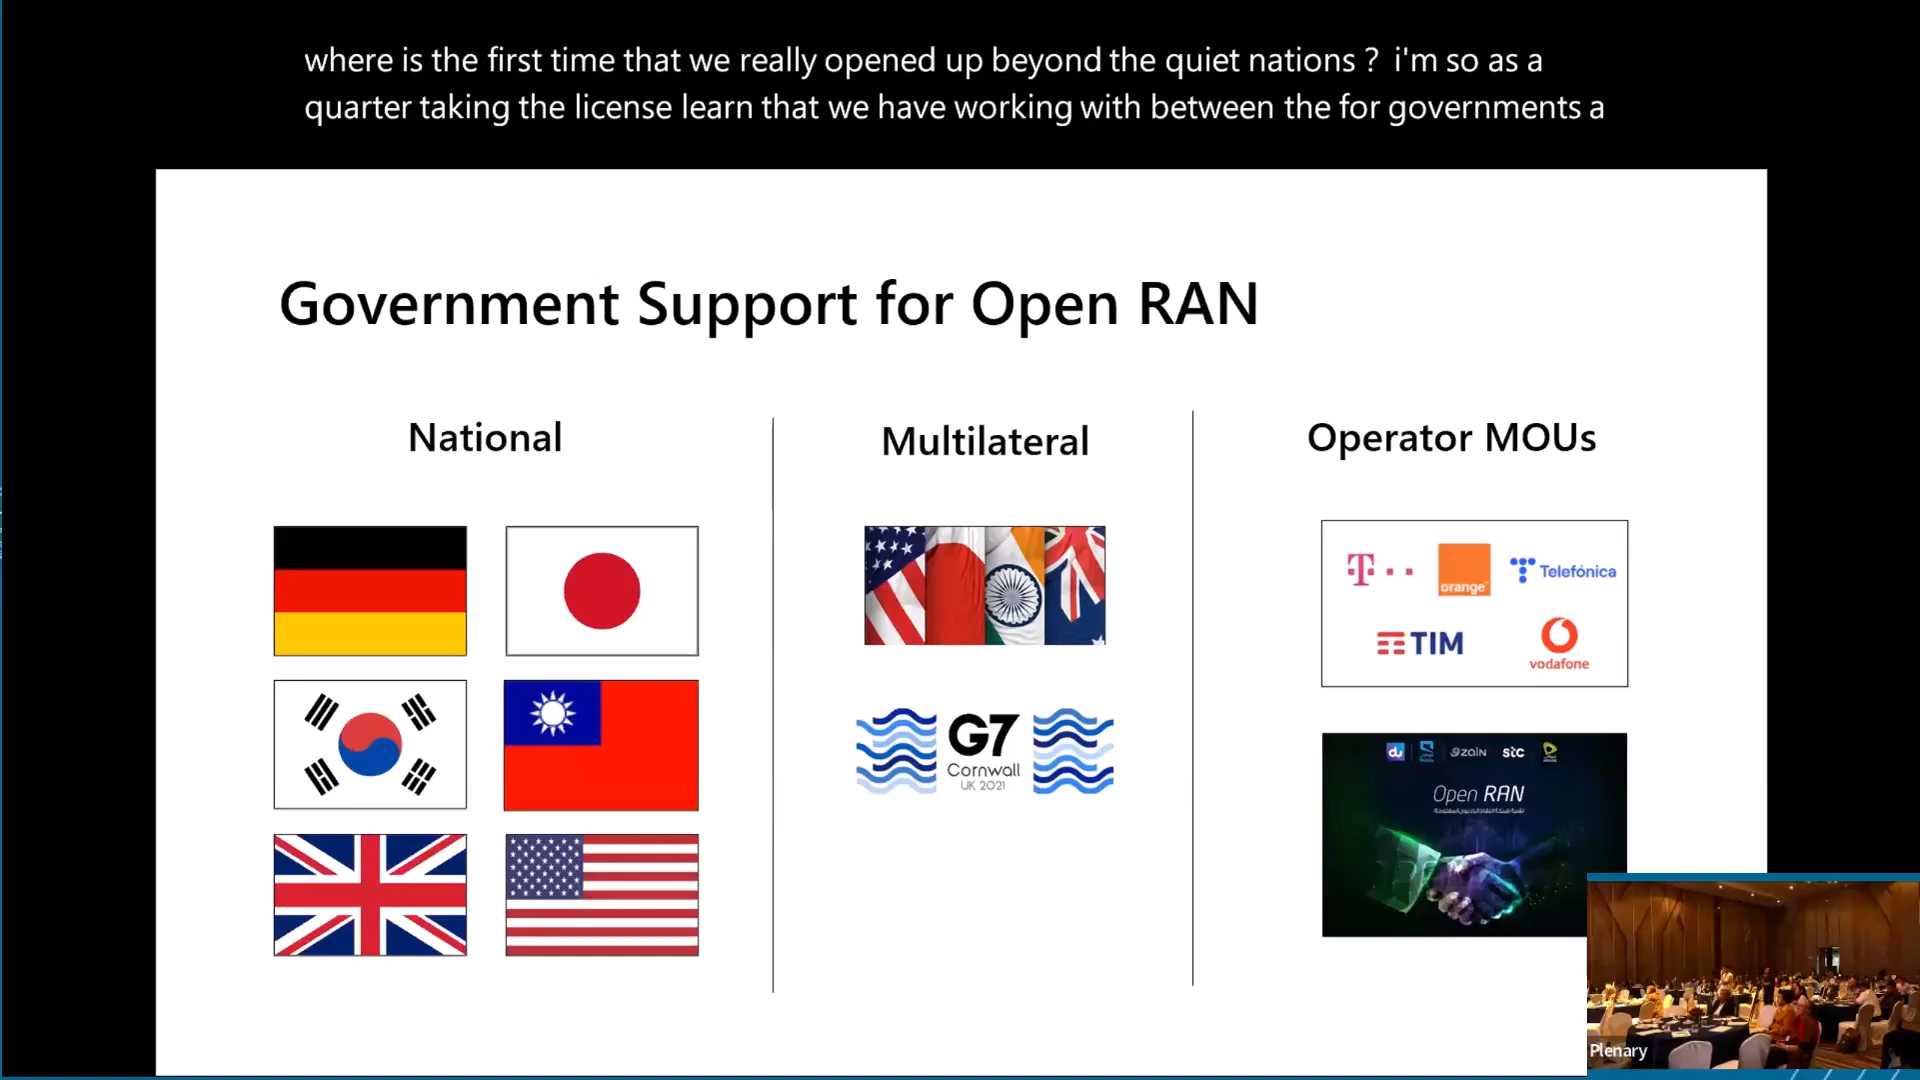 where is the first time that we really opened up beyond the quiet nations ? i'm so as a
quarter taking the license learn that we have working with between the for governments a
Government Support for Open RAN
National
Multilateral
Operator MOUs
T
orange
Telefónica
TIM
vodafone
G7
Cornwall
UK 2021
du
zain
stc
Open RAN
Plenary